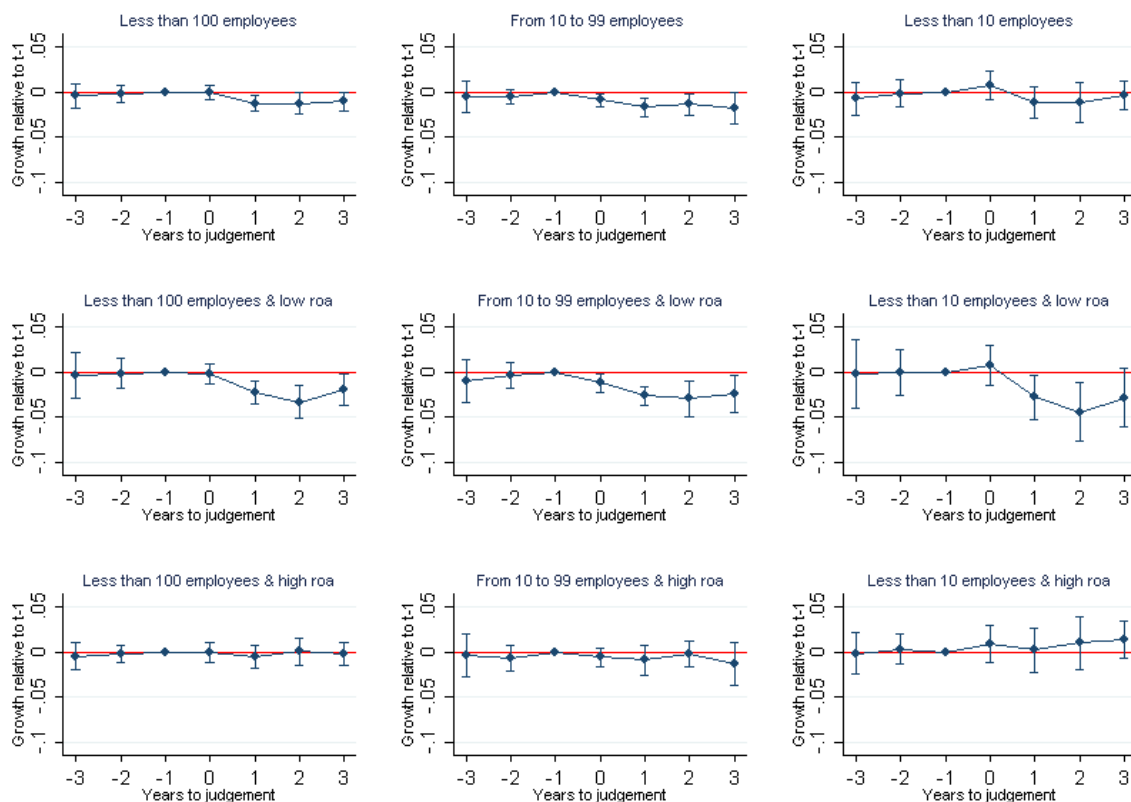 Less than 100 employees
Growth relative to t-1
.05
0
-.05
-.1
-3 -2 -1 0 1 2 3
Years to judgement
From 10 to 99 employees
Growth relative to t-1
.05
0
-.05
-.1
-3 -2 -1 0 1 2 3
Years to judgement
Less than 10 employees
Growth relative to t-1
.05
0
-.05
-.1
-3 -2 -1 0 1 2 3
Years to judgement
Less than 100 employees & low roa
Growth relative to t-1
.05
0
-.05
-.1
-3 -2 -1 0 1 2 3
Years to judgement
From 10 to 99 employees & low roa
Growth relative to t-1
.05
0
-.05
-.1
-3 -2 -1 0 1 2 3
Years to judgement
Less than 10 employees & low roa
Growth relative to t-1
.05
0
-.05
-.1
-3 -2 -1 0 1 2 3
Years to judgement
Less than 100 employees & high roa
Growth relative to t-1
.05
0
-.05
-.1
-3 -2 -1 0 1 2 3
Years to judgement
From 10 to 99 employees & high roa
Growth relative to t-1
.05
0
-.05
-.1
-3 -2 -1 0 1 2 3
Years to judgement
Less than 10 employees & high roa
Growth relative to t-1
.05
0
-.05
-.1
-3 -2 -1 0 1 2 3
Years to judgement